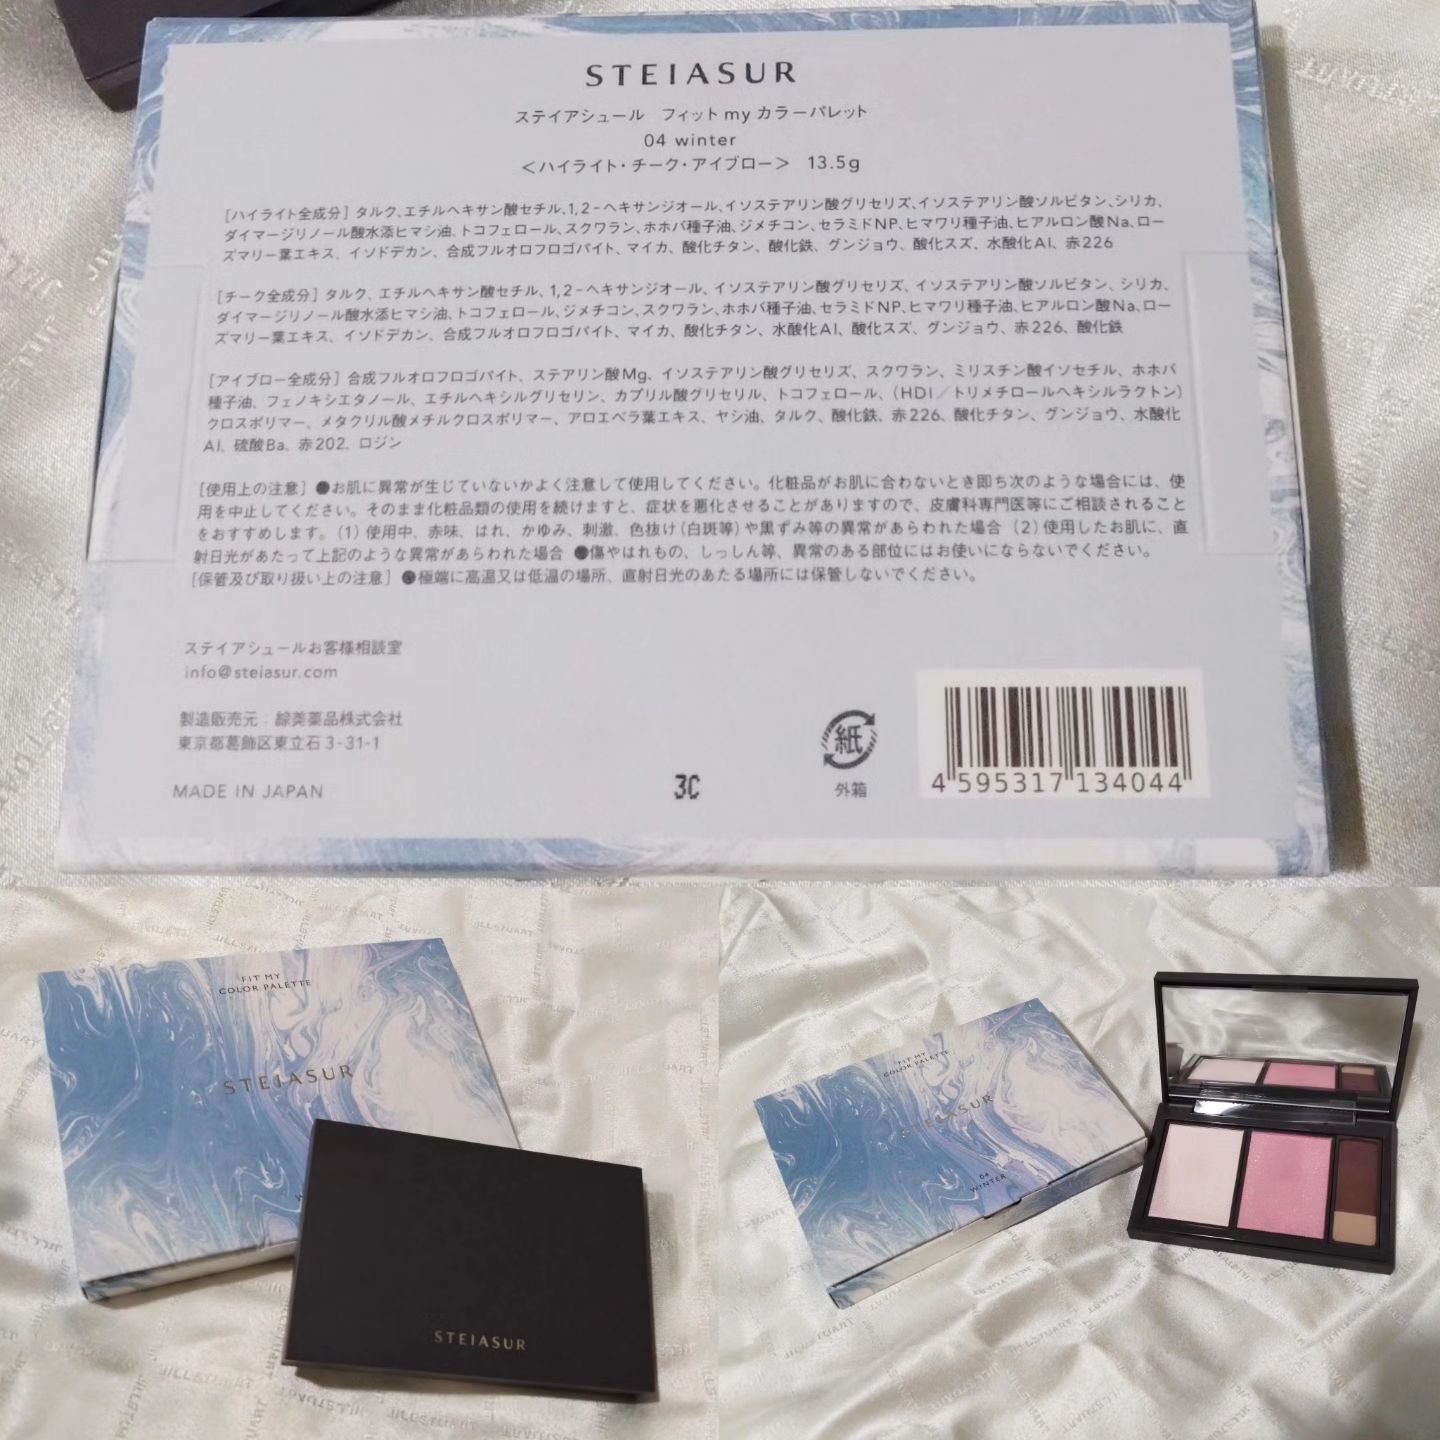 STEIASUR
ステイアシュール　フィット my カラーパレット
04 winter
＜ハイライト・チーク・アイブロー＞ 13.5g
[ハイライト全成分] タルク、エチルヘキサン酸セチル、1,2-ヘキサンジオール、イソステアリン酸グリセリズ、イソステアリン酸ソルビタン、シリカ、
ダイマージリノール酸水添ヒマシ油、トコフェロール、スクワラン、ホホバ種子油、ジメチコン、セラミドNP、ヒマワリ種子油、ヒアルロン酸Na、ロー
ズマリー葉エキス、イソドデカン、合成フルオロフロゴパイト、マイカ、酸化チタン、酸化鉄、グンジョウ、酸化スズ、水酸化Al、赤226
[チーク全成分] タルク、エチルヘキサン酸セチル、1,2-ヘキサンジオール、イソステアリン酸グリセリズ、イソステアリン酸ソルビタン、シリカ、
ダイマージリノール酸水添ヒマシ油、トコフェロール、ジメチコン、スクワラン、ホホバ種子油、セラミドNP、ヒマワリ種子油、ヒアルロン酸Na、ロー
ズマリー葉エキス、イソドデカン、合成フルオロフロゴパイト、マイカ、酸化チタン、水酸化Al、酸化スズ、グンジョウ、赤226、酸化鉄
[アイブロー全成分] 合成フルオロフロゴパイト、ステアリン酸Mg、イソステアリン酸グリセリズ、スクワラン、ミリスチン酸イソセチル、ホホバ
種子油、フェノキシエタノール、エチルヘキシルグリセリン、カプリル酸グリセリル、トコフェロール、(HDI／トリメチロールヘキシルラクトン)
クロスポリマー、メタクリル酸メチルクロスポリマー、アロエベラ葉エキス、ヤシ油、タルク、酸化鉄、赤226、酸化チタン、グンジョウ、水酸化
Al、硫酸Ba、赤202、ロジン
[使用上の注意] ●お肌に異常が生じていないかよく注意して使用してください。化粧品がお肌に合わないとき即ち次のような場合には、使
用を中止してください。そのまま化粧品類の使用を続けますと、症状を悪化させることがありますので、皮膚科専門医等にご相談されること
をおすすめします。(1) 使用中、赤味、はれ、かゆみ、刺激、色抜け(白斑等)や黒ずみ等の異常があらわれた場合 (2) 使用したお肌に、直
射日光があたって上記のような異常があらわれた場合 ●傷やはれもの、しっしん等、異常のある部位にはお使いにならないでください。
[保管及び取り扱い上の注意] ●極端に高温又は低温の場所、直射日光のあたる場所には保管しないでください。
ステイアシュールお客様相談室
info@steiasur.com
製造販売元：綜美薬品株式会社
東京都葛飾区東立石 3-31-1
MADE IN JAPAN
3C
紙
外箱
4 595317 134044
FIT MY
COLOR PALETTE
STEIASUR
STEIASUR
FIT MY
COLOR PALETTE
STEIASUR
04
WINTER
JILLSTUART